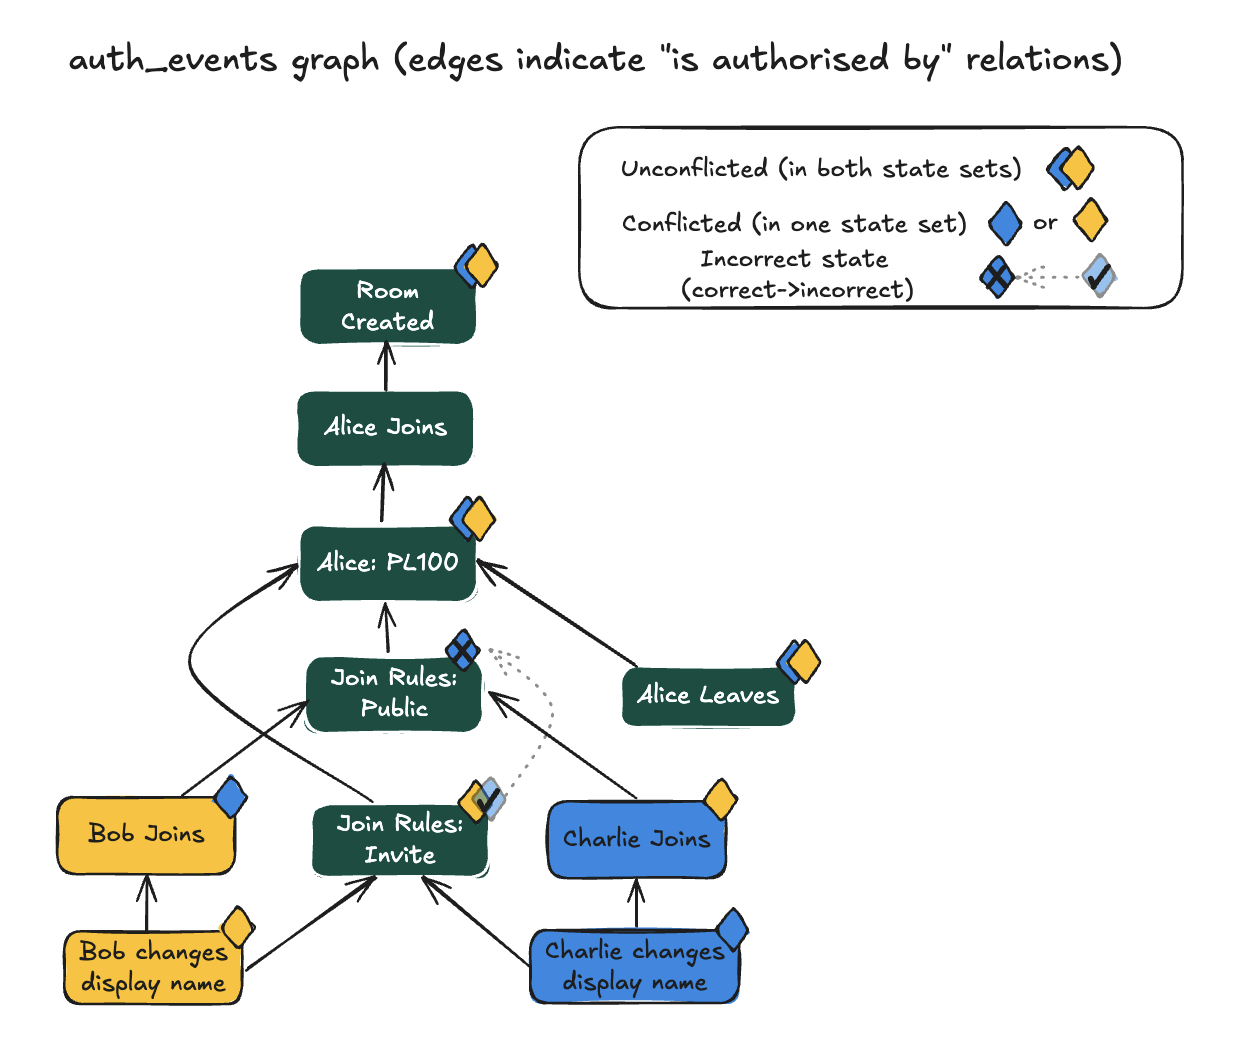 auth_events graph (edges indicate "is authorised by" relations)
Unconflicted (in both state sets)
Conflicted (in one state set) or
Incorrect state
(correct->incorrect)
Room
Created
Alice Joins
Alice: PL100
Join Rules:
Public
Alice Leaves
Bob Joins
Join Rules:
Invite
Charlie Joins
Bob changes
display name
Charlie changes
display name